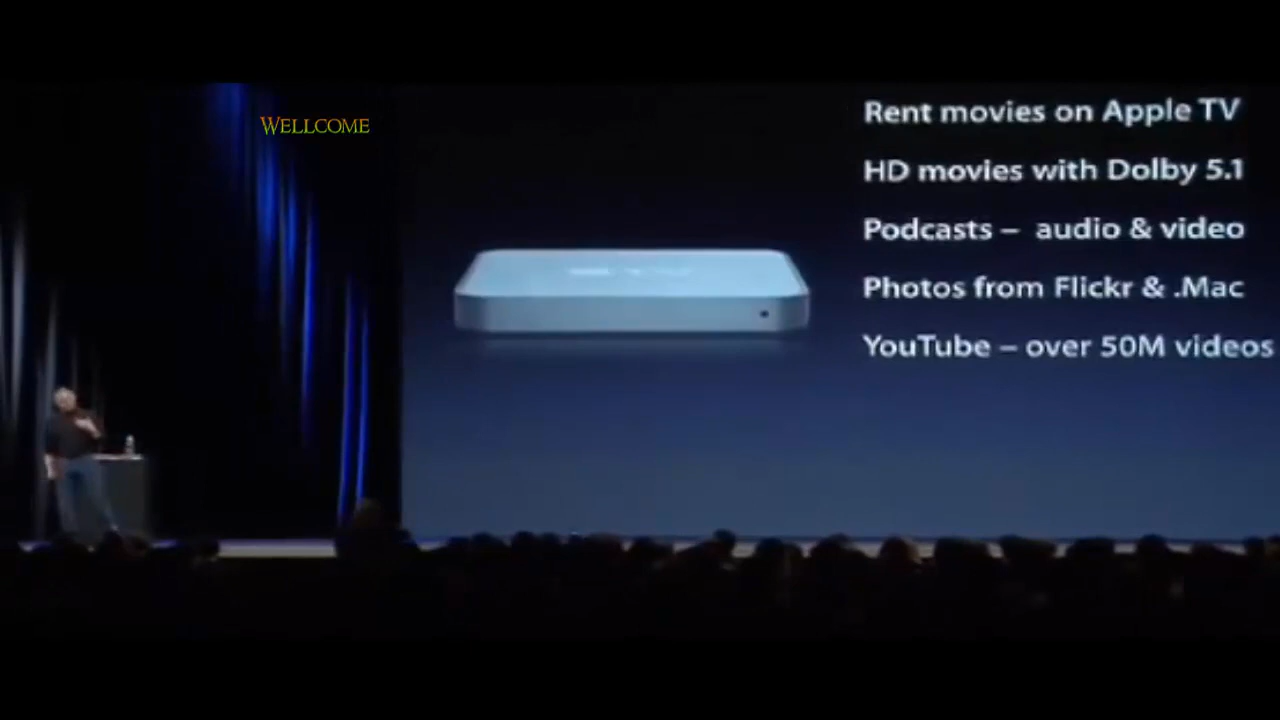 WELLCOME
Rent movies on Apple TV
HD movies with Dolby 5.1
Podcasts – audio & video
Photos from Flickr & .Mac
YouTube – over 50M videos